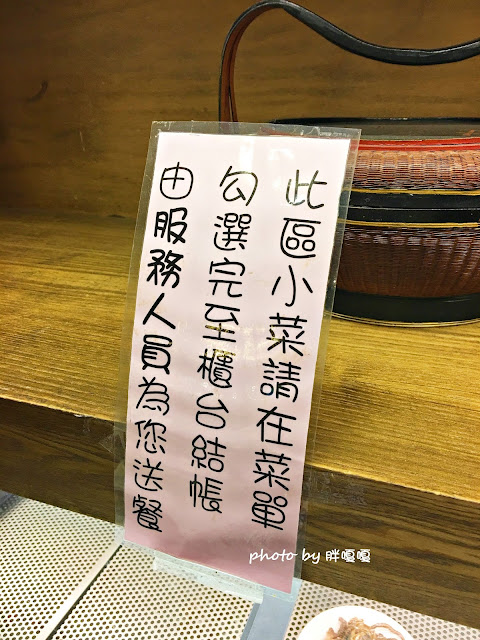 此區小菜請在菜單
勾選完至櫃台結帳
由服務人員為您送餐
photo by 胖嘎嘎